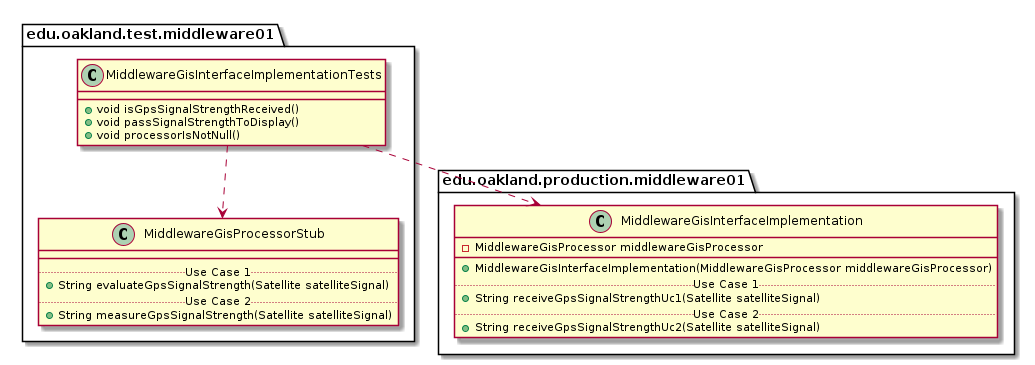 edu.oakland.test.middleware01
C MiddlewareGisInterfaceImplementationTests
void isGpsSignalStrengthReceived()
void passSignalStrengthToDisplay()
void processorIsNotNull()
C MiddlewareGisProcessorStub
Use Case 1
String evaluateGpsSignalStrength(Satellite satelliteSignal)
Use Case 2
String measureGpsSignalStrength(Satellite satelliteSignal)
edu.oakland.production.middleware01
C MiddlewareGisInterfaceImplementation
MiddlewareGisProcessor middlewareGisProcessor
MiddlewareGisInterfaceImplementation(MiddlewareGisProcessor middlewareGisProcessor)
Use Case 1
String receiveGpsSignalStrengthUc1(Satellite satelliteSignal)
Use Case 2
String receiveGpsSignalStrengthUc2(Satellite satelliteSignal)